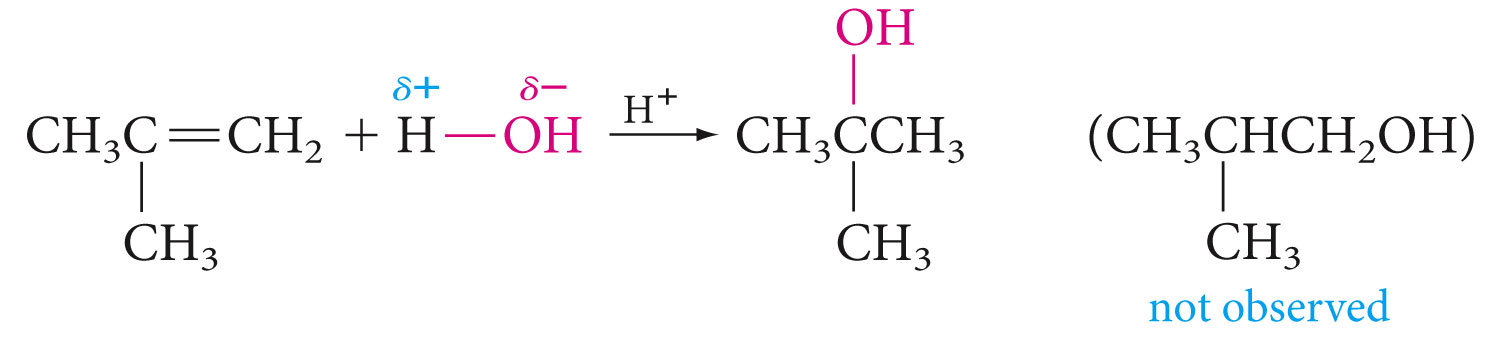 OH
δ+ δ−
CH₃C=CH₂ + H—OH H⁺ CH₃CCH₃ (CH₃CHCH₂OH)
CH₃ CH₃ CH₃
not observed